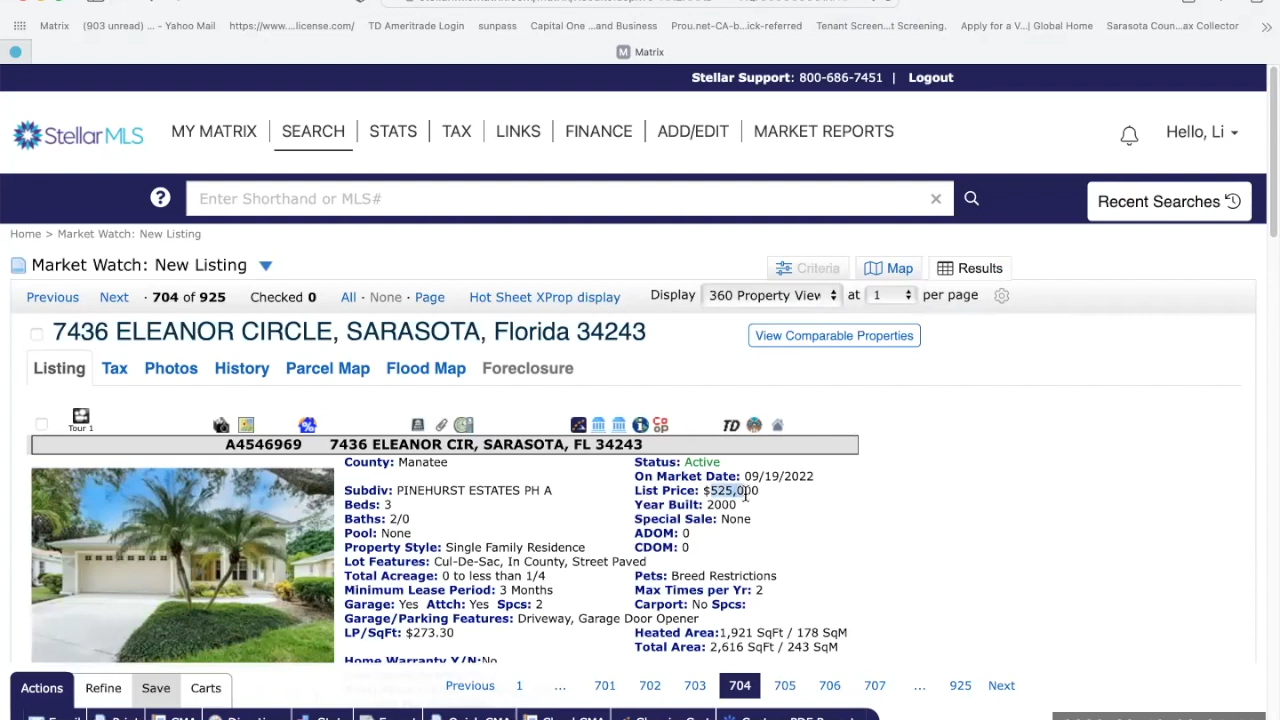 Matrix (903 unread) ... – Yahoo Mail https://www....license.com/ TD Ameritrade Login sunpass Capital One ...and Business Prou.net-CA-b...ick-referred Tenant Screen...t Screening. Apply for a V...| Global Home Sarasota Coun...ax Collector
M Matrix
Stellar Support: 800-686-7451 | Logout
StellarMLS MY MATRIX SEARCH STATS TAX LINKS FINANCE ADD/EDIT MARKET REPORTS Hello, Li
? Enter Shorthand or MLS# Recent Searches
Home > Market Watch: New Listing
Market Watch: New Listing Criteria Map Results
Previous Next · 704 of 925 Checked 0 All · None · Page Hot Sheet XProp display Display 360 Property View at 1 per page
7436 ELEANOR CIRCLE, SARASOTA, Florida 34243 View Comparable Properties
Listing Tax Photos History Parcel Map Flood Map Foreclosure
Tour 1 TD
A4546969 7436 ELEANOR CIR, SARASOTA, FL 34243
County: Manatee Status: Active
On Market Date: 09/19/2022
Subdiv: PINEHURST ESTATES PH A List Price: $525,000
Beds: 3 Year Built: 2000
Baths: 2/0 Special Sale: None
Pool: None ADOM: 0
Property Style: Single Family Residence CDOM: 0
Lot Features: Cul-De-Sac, In County, Street Paved
Total Acreage: 0 to less than 1/4 Pets: Breed Restrictions
Minimum Lease Period: 3 Months Max Times per Yr: 2
Garage: Yes Attch: Yes Spcs: 2 Carport: No Spcs:
Garage/Parking Features: Driveway, Garage Door Opener
LP/SqFt: $273.30 Heated Area:1,921 SqFt / 178 SqM
Total Area: 2,616 SqFt / 243 SqM
Home Warranty Y/N:No
Actions Refine Save Carts Previous 1 ... 701 702 703 704 705 706 707 ... 925 Next